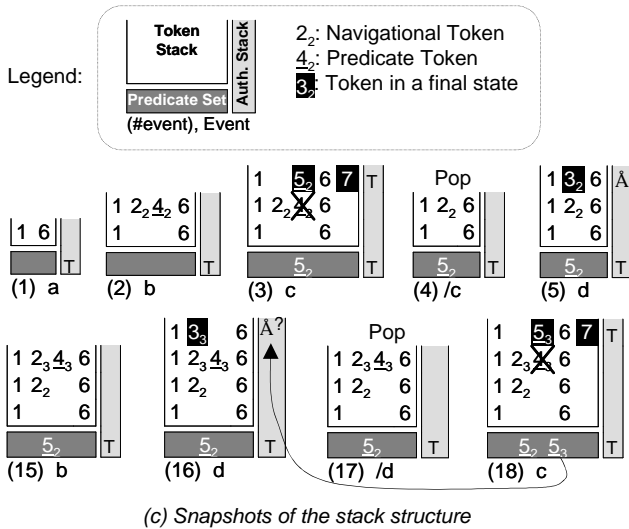 Legend:
Token
Stack
Auth. Stack
Predicate Set
(#event), Event
2₂: Navigational Token
4₂: Predicate Token
3₂: Token in a final state
1 6
T
(1) a
1 2₂ 4₂ 6
1 6
T
(2) b
1 5₂ 6 7 T
1 2₂ 4₃ 6
1 6
5₂ T
(3) c
Pop
1 2₂ 6
1 6
5₂ T
(4) /c
1 3₂ 6 Å
1 2₂ 6
1 6
5₂ T
(5) d
1 2₃ 4₃ 6
1 2₂ 6
1 6
5₂ T
(15) b
1 3₃ 6 Å?
1 2₃ 4₃ 6
1 2₂ 6
1 6
5₂ T
(16) d
Pop
1 2₃ 4₃ 6
1 2₂ 6
1 6
5₂ T
(17) /d
1 5₃ 6 7 T
1 2₃ 4₃ 6
1 2₂ 6
1 6
5₂ 5₃ T
(18) c
(c) Snapshots of the stack structure